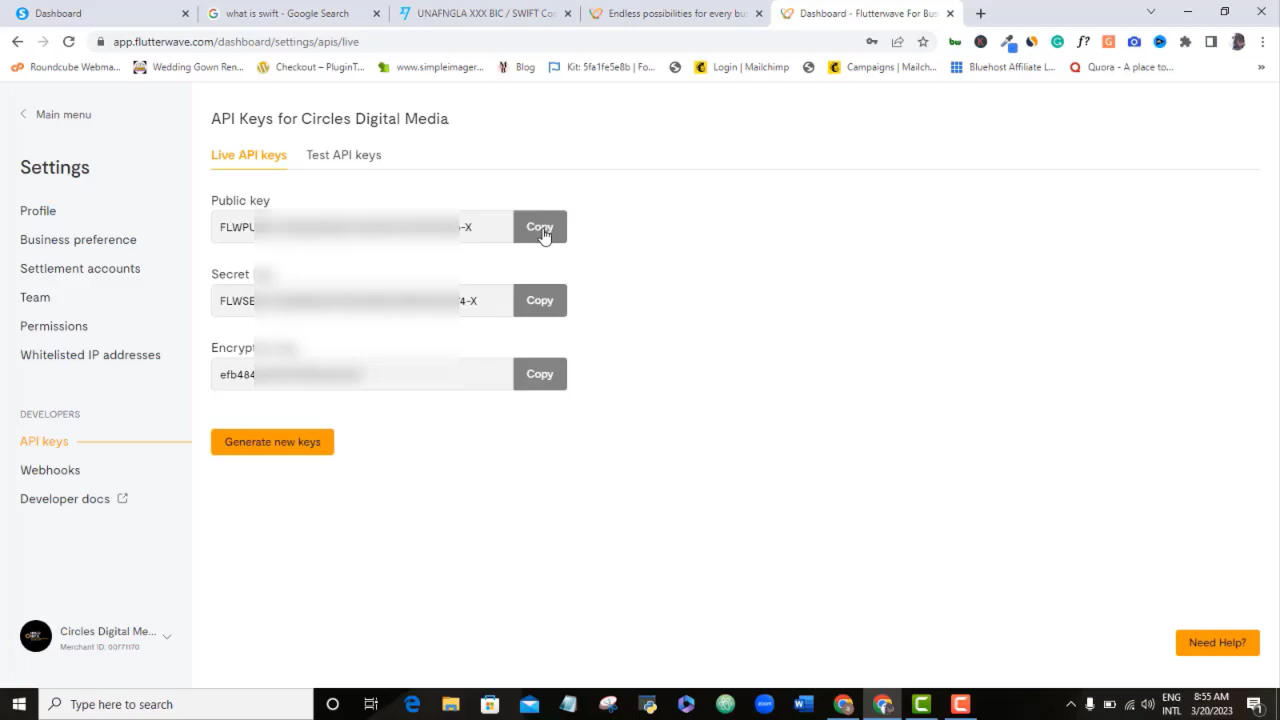 Dashboard
what is swift - Google Search
UNAFNGLA XXX BIC / SWIFT Co
Endless possibilities for every bu
Dashboard - Flutterwave For Bus
app.flutterwave.com/dashboard/settings/apis/live
Roundcube Webma...
Wedding Gown Ren...
Checkout – PluginT...
www.simpleimager...
Blog
Kit: 5fa1fe5e8b | Fo...
Login | Mailchimp
Campaigns | Mailch...
Bluehost Affiliate L...
Quora - A place to...
»
Main menu
Settings
Profile
Business preference
Settlement accounts
Team
Permissions
Whitelisted IP addresses
DEVELOPERS
API keys
Webhooks
Developer docs
Circles Digital Me...
Merchant ID: 00771170
API Keys for Circles Digital Media
Live API keys Test API keys
Public key
FLWPU -X Copy
Secret
FLWSE 4-X Copy
Encrypt
efb484 Copy
Generate new keys
Need Help?
Type here to search
ENG
INTL
8:55 AM
3/20/2023